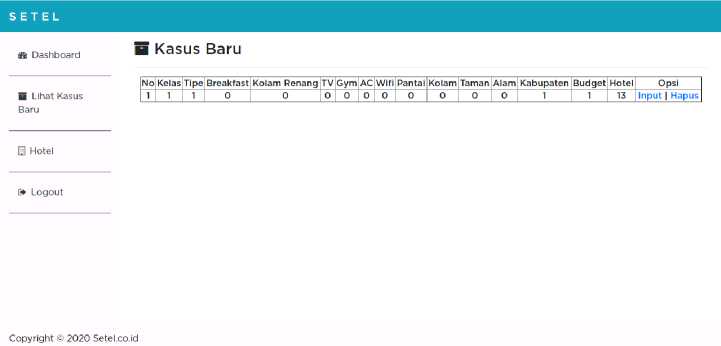 SETEL
Dashboard
Lihat Kasus
Baru
Hotel
Logout
Kasus Baru
No Kelas Tipe Breakfast Kolam Renang TV Gym AC Wifi Pantai Kolam Taman Alam Kabupaten Budget Hotel Opsi
1 1 1 0 0 0 0 0 0 0 0 0 0 1 1 13 Input | Hapus
Copyright © 2020 Setel.co.id